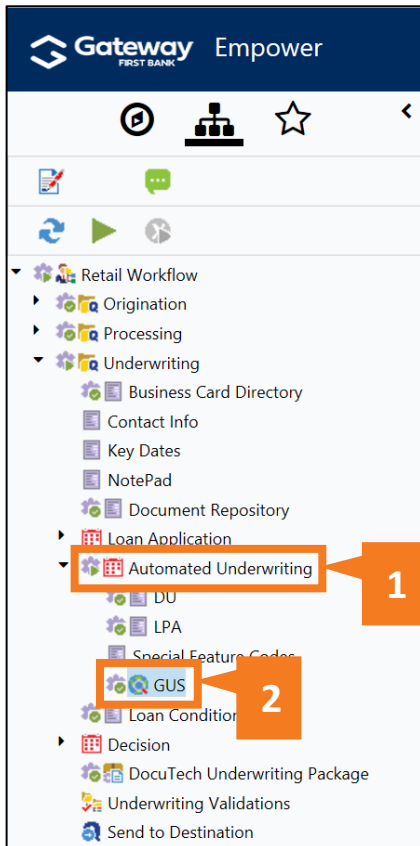 Gateway Empower
FIRST BANK
Retail Workflow
Origination
Processing
Underwriting
Business Card Directory
Contact Info
Key Dates
NotePad
Document Repository
Loan Application
Automated Underwriting
1
DU
LPA
Special Feature Codes
GUS
2
Loan Condition
Decision
DocuTech Underwriting Package
Underwriting Validations
Send to Destination